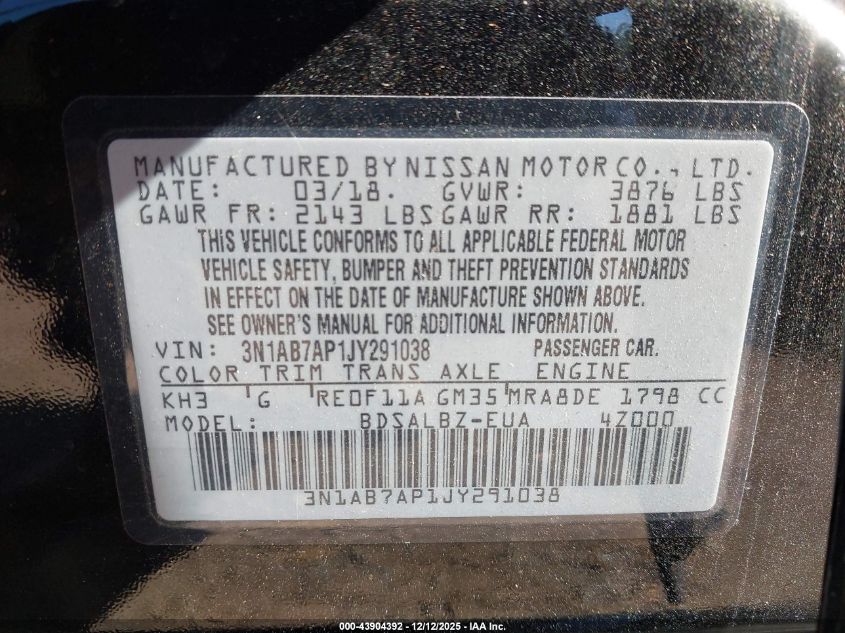 MANUFACTURED BY NISSAN MOTOR CO., LTD.
DATE: 03/18. GVWR: 3876 LBS
GAWR FR: 2143 LBS GAWR RR: 1881 LBS
THIS VEHICLE CONFORMS TO ALL APPLICABLE FEDERAL MOTOR
VEHICLE SAFETY, BUMPER AND THEFT PREVENTION STANDARDS
IN EFFECT ON THE DATE OF MANUFACTURE SHOWN ABOVE.
SEE OWNER'S MANUAL FOR ADDITIONAL INFORMATION.
VIN: 3N1AB7AP1JY291038 PASSENGER CAR.
COLOR TRIM TRANS AXLE ENGINE
KH3 G RE0F11A GM35 MRA8DE 1798 CC
MODEL: BDSALBZ-EUA 4Z000
3N1AB7AP1JY291038
000-43904392 - 12/12/2025 - IAA Inc.